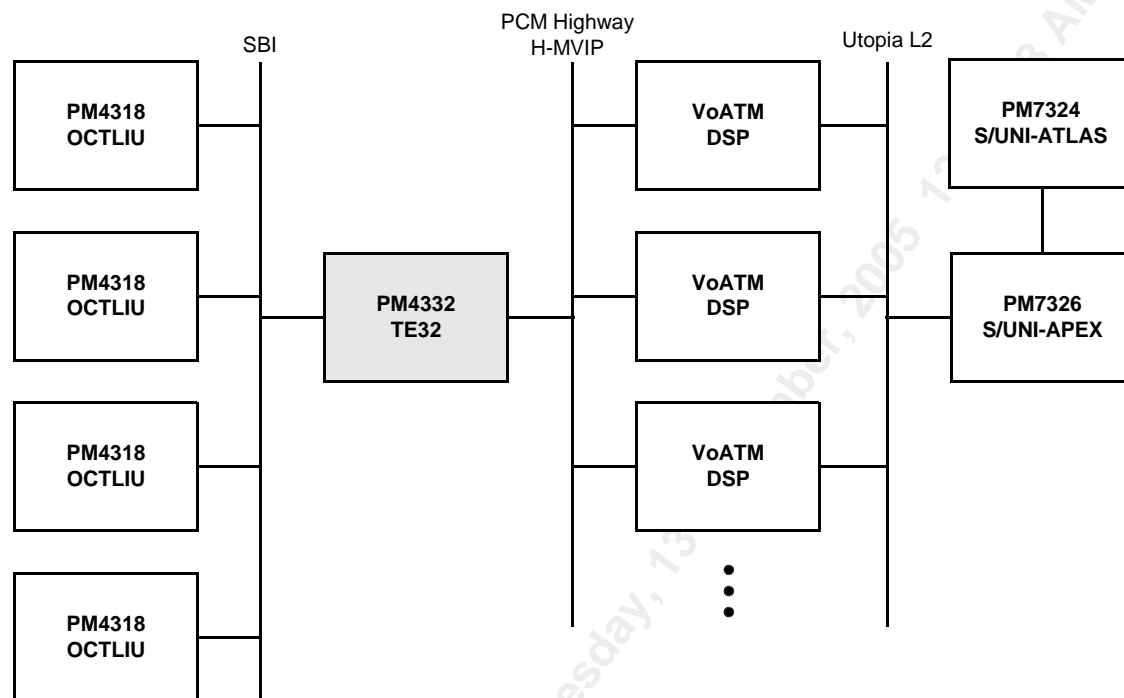 SBI
PCM Highway
H-MVIP
Utopia L2
PM4318
OCTLIU
VoATM
DSP
PM7324
S/UNI-ATLAS
PM4318
OCTLIU
PM4332
TE32
VoATM
DSP
PM7326
S/UNI-APEX
PM4318
OCTLIU
VoATM
DSP
PM4318
OCTLIU